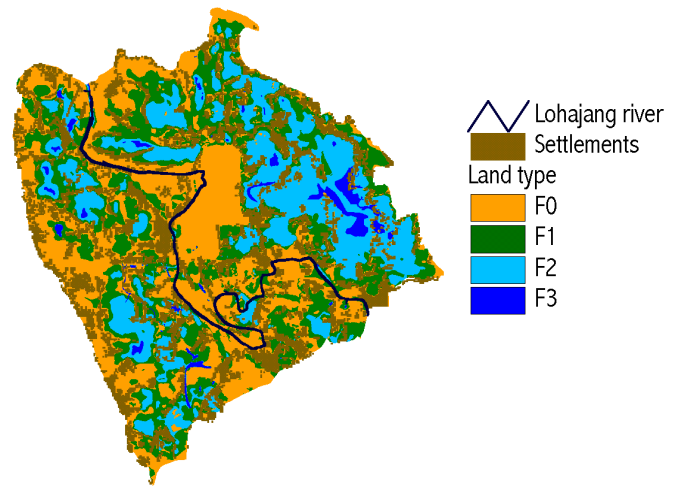 Lohajang river
Settlements
Land type
F0
F1
F2
F3